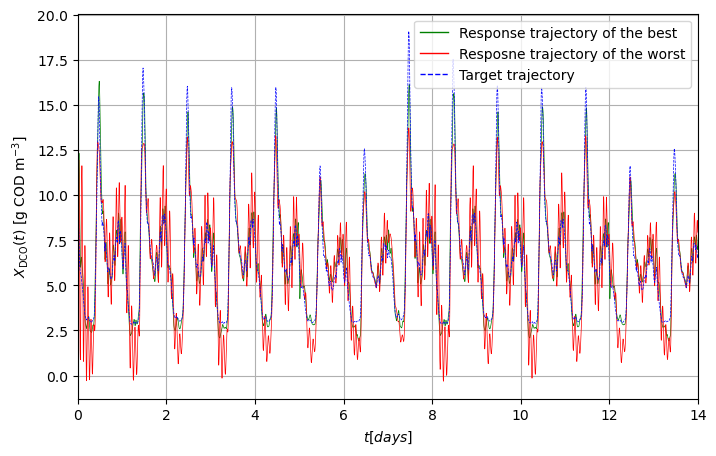 20.0
17.5
15.0
12.5
10.0
7.5
5.0
2.5
0.0
X_DCO(t) [g COD m⁻³]
Response trajectory of the best
Resposne trajectory of the worst
Target trajectory
0 2 4 6 8 10 12 14
t[days]